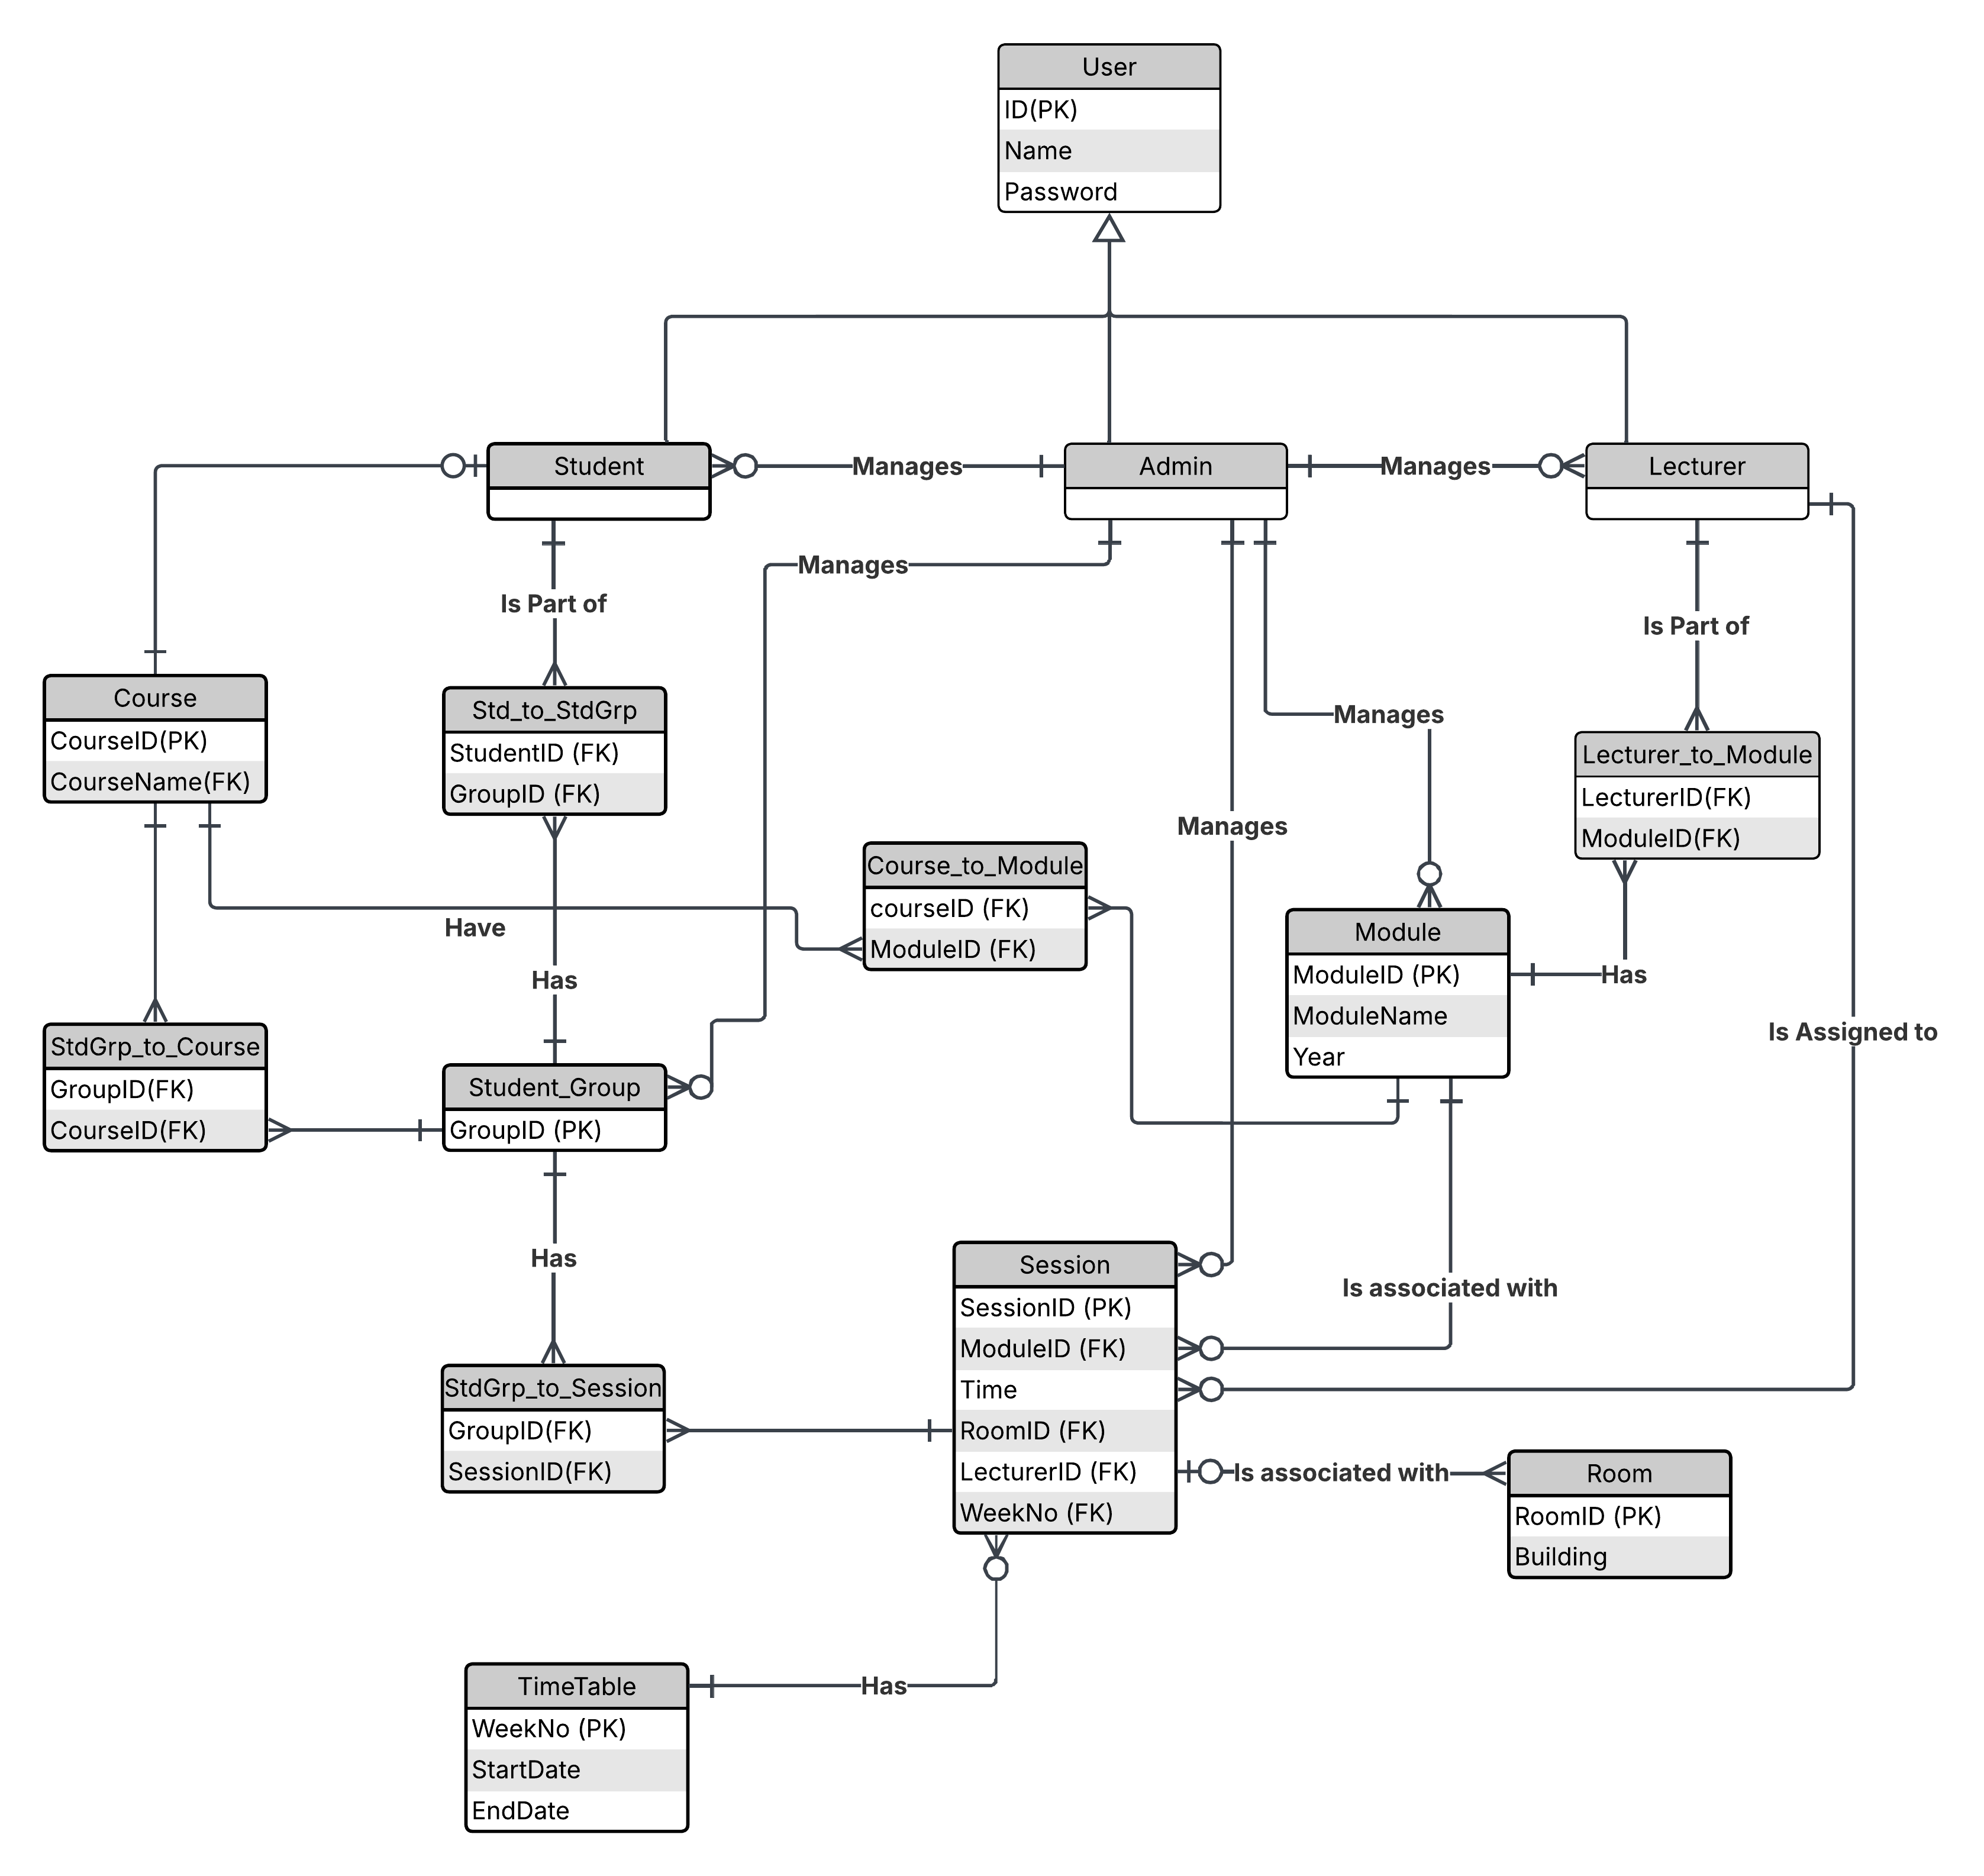 User
ID(PK)
Name
Password
Student
Manages
Admin
Manages
Lecturer
Manages
Is Part of
Is Part of
Course
CourseID(PK)
CourseName(FK)
Std_to_StdGrp
StudentID (FK)
GroupID (FK)
Manages
Lecturer_to_Module
LecturerID(FK)
ModuleID(FK)
Manages
Course_to_Module
courseID (FK)
ModuleID (FK)
Have
Has
Module
ModuleID (PK)
ModuleName
Year
Has
Is Assigned to
StdGrp_to_Course
GroupID(FK)
CourseID(FK)
Student_Group
GroupID (PK)
Has
Session
SessionID (PK)
ModuleID (FK)
Time
RoomID (FK)
LecturerID (FK)
WeekNo (FK)
Is associated with
StdGrp_to_Session
GroupID(FK)
SessionID(FK)
Is associated with
Room
RoomID (PK)
Building
TimeTable
WeekNo (PK)
StartDate
EndDate
Has